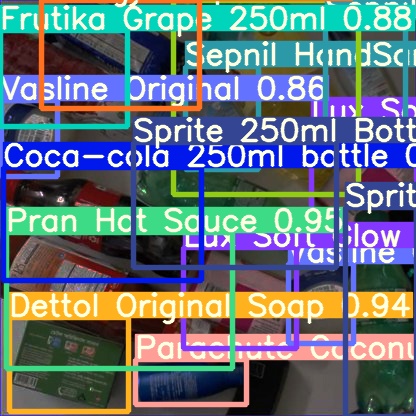 Frutika Grape 250ml 0.88
Sepnil HandSa
Vasline Original 0.86
Lux So
Sprite 250ml Bott
Coca-cola 250ml bottle 0
Sprit
Pran Hot Sauce 0.95
Lux Soft Glow
Vasline
Dettol Original Soap 0.94
Parachute Coconu